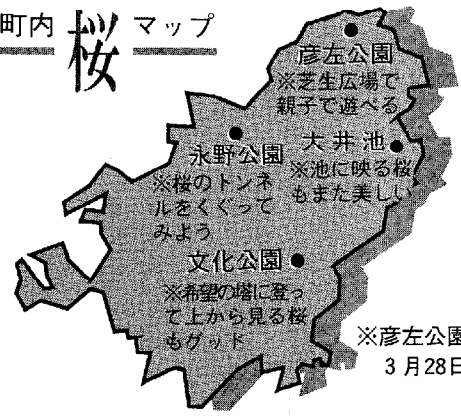 町内桜マップ
彦左公園
※芝生広場で
親子で遊べる
大井池
※池に映る桜
もまた美しい
永野公園
※桜のトンネ
ルをくぐって
みよう
文化公園
※希望の塔に登っ
て上から見る桜
もグッド
※彦左公園
3月28日